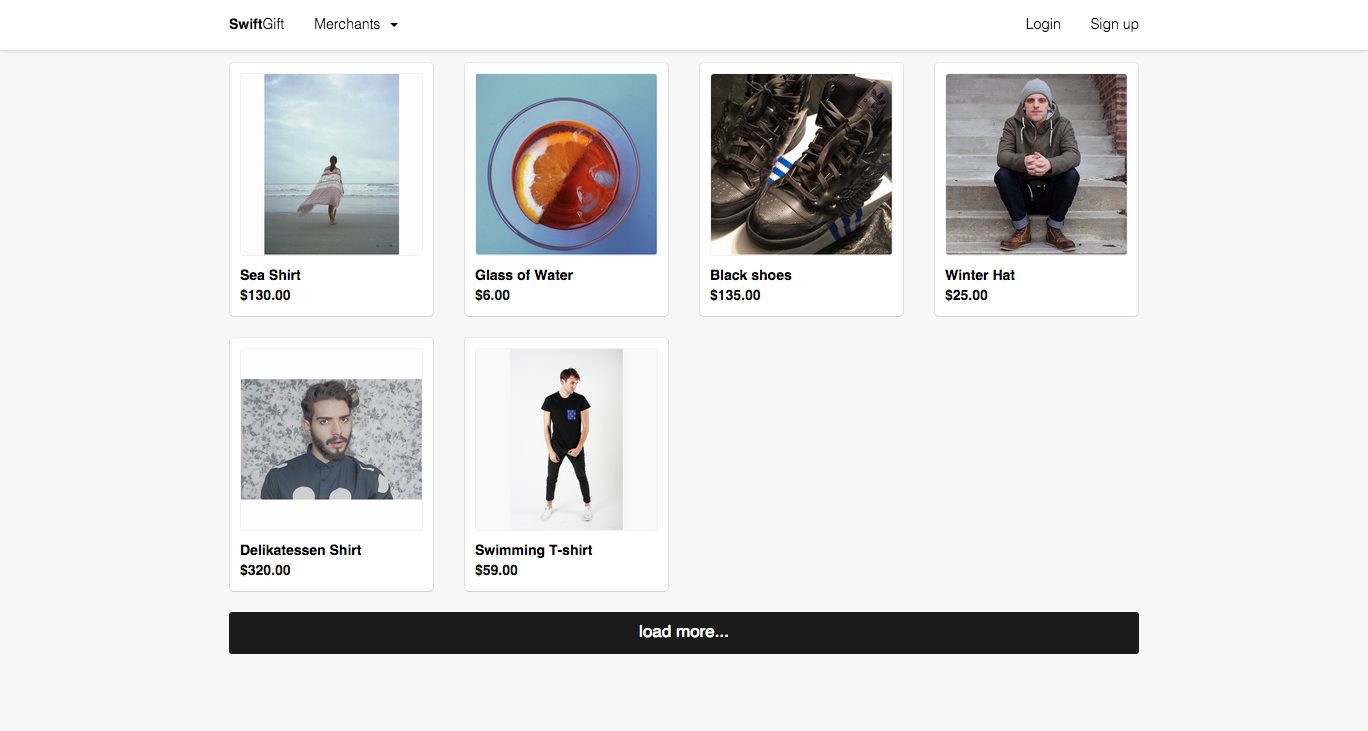 SwiftGift Merchants Login Sign up
Sea Shirt
$130.00
Glass of Water
$6.00
Black shoes
$135.00
Winter Hat
$25.00
Delikatessen Shirt
$320.00
Swimming T-shirt
$59.00
load more...